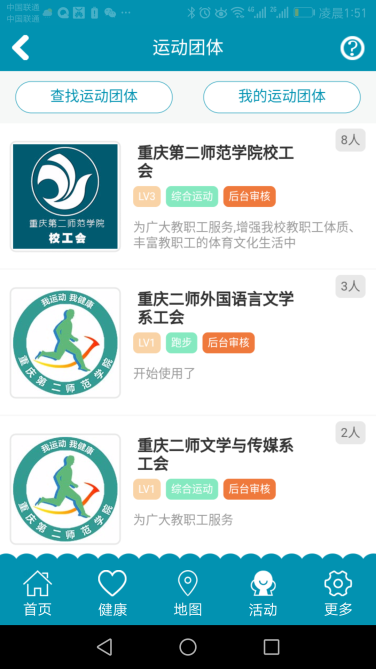 中国联通
中国联通
凌晨1:51
运动团体
查找运动团体
我的运动团体
8人
重庆第二师范学院校工
会
LV3 综合运动 后台审核
为广大教职工服务,增强我校教职工体质、
丰富教职工的体育文化生活中
重庆第二师范学院
校工会
3人
重庆二师外国语言文学
系工会
LV1 跑步 后台审核
开始使用了
我运动 我健康
重庆第二师范学院
2人
重庆二师文学与传媒系
工会
LV1 综合运动 后台审核
为广大教职工服务
我运动 我健康
重庆第二师范学院
首页 健康 地图 活动 更多